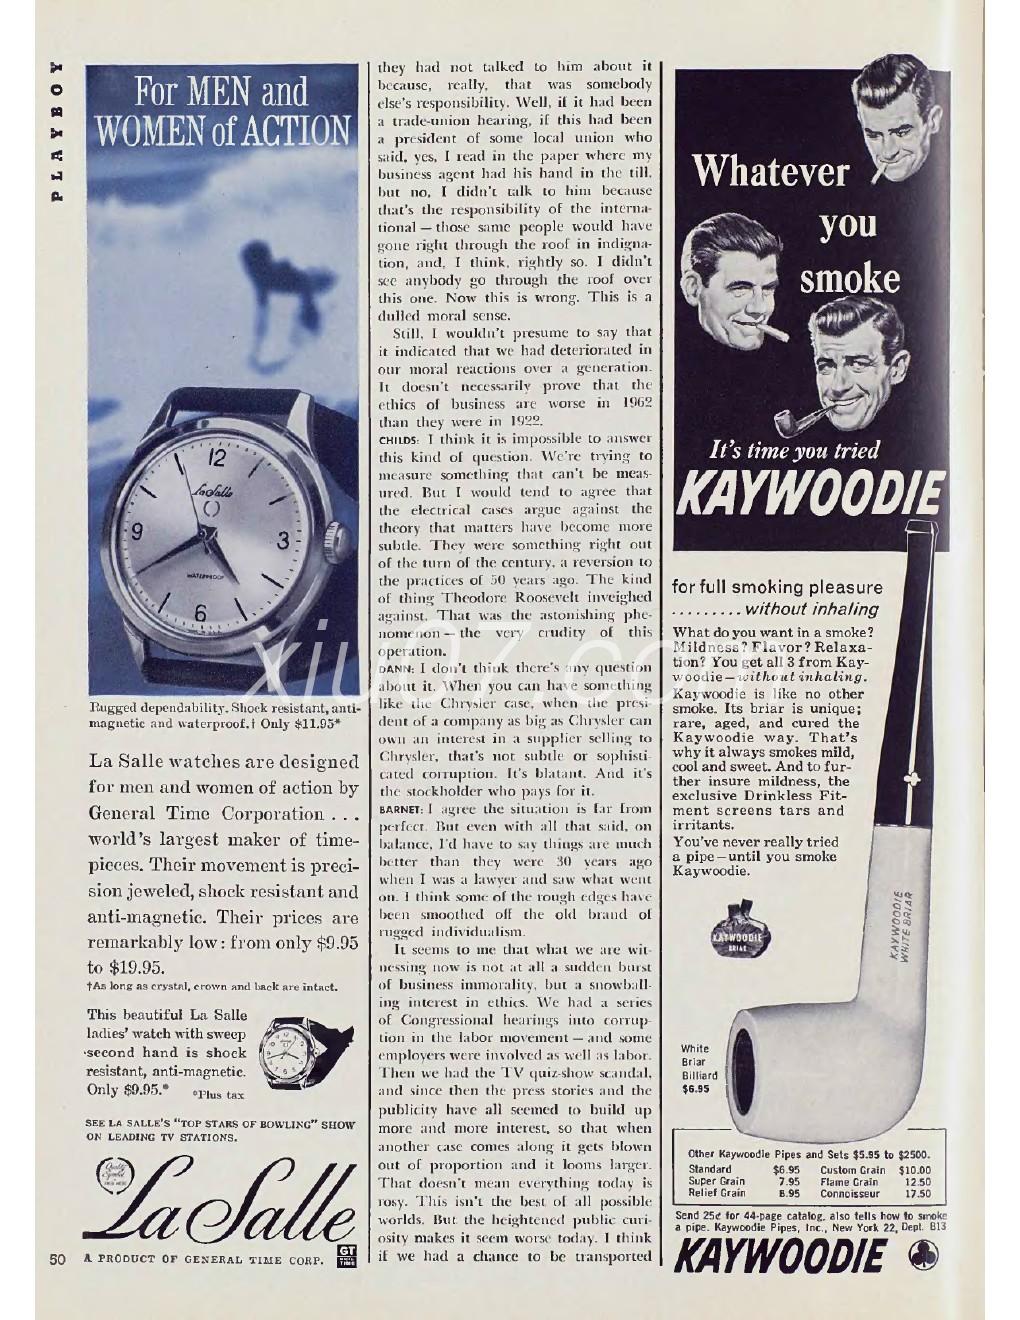 PLAYBOY
For MEN and
WOMEN of ACTION
12
LaSalle
9
3
WATERPROOF
6
Rugged dependability. Shock resistant, anti-
magnetic and waterproof.† Only $11.95*
La Salle watches are designed
for men and women of action by
General Time Corporation . . .
world's largest maker of time-
pieces. Their movement is preci-
sion jeweled, shock resistant and
anti-magnetic. Their prices are
remarkably low: from only $9.95
to $19.95.
†As long as crystal, crown and back are intact.
This beautiful La Salle
ladies' watch with sweep
second hand is shock
resistant, anti-magnetic.
Only $9.95.* *Plus tax
SEE LA SALLE'S "TOP STARS OF BOWLING" SHOW
ON LEADING TV STATIONS.
La Salle
50 A PRODUCT OF GENERAL TIME CORP. GT
they had not talked to him about it
because, really, that was somebody
else's responsibility. Well, if it had been
a trade-union hearing, if this had been
a president of some local union who
said, yes, I read in the paper where my
business agent had his hand in the till,
but no, I didn't talk to him because
that's the responsibility of the interna-
tional — those same people would have
gone right through the roof in indigna-
tion, and, I think, rightly so. I didn't
see anybody go through the roof over
this one. Now this is wrong. This is a
dulled moral sense.
Still, I wouldn't presume to say that
it indicated that we had deteriorated in
our moral reactions over a generation.
It doesn't necessarily prove that the
ethics of business are worse in 1962
than they were in 1922.
CHILDS: I think it is impossible to answer
this kind of question. We're trying to
measure something that can't be meas-
ured. But I would tend to agree that
the electrical cases argue against the
theory that matters have become more
subtle. They were something right out
of the turn of the century, a reversion to
the practices of 50 years ago. The kind
of thing Theodore Roosevelt inveighed
against. That was the astonishing phe-
nomenon — the very crudity of this
operation.
DANN: I don't think there's any question
about it. When you can have something
like the Chrysler case, when the presi-
dent of a company as big as Chrysler can
own an interest in a supplier selling to
Chrysler, that's not subtle or sophisti-
cated corruption. It's blatant. And it's
the stockholder who pays for it.
BARNET: I agree the situation is far from
perfect. But even with all that said, on
balance, I'd have to say things are much
better than they were 30 years ago
when I was a lawyer and saw what went
on. I think some of the rough edges have
been smoothed off the old brand of
rugged individualism.
It seems to me that what we are wit-
nessing now is not at all a sudden burst
of business immorality, but a snowball-
ing interest in ethics. We had a series
of Congressional hearings into corrup-
tion in the labor movement — and some
employers were involved as well as labor.
Then we had the TV quiz-show scandal,
and since then the press stories and the
publicity have all seemed to build up
more and more interest, so that when
another case comes along it gets blown
out of proportion and it looms larger.
That doesn't mean everything today is
rosy. This isn't the best of all possible
worlds. But the heightened public curi-
osity makes it seem worse today. I think
if we had a chance to be transported
Whatever
you
smoke
It's time you tried
KAYWOODIE
for full smoking pleasure
. . . . . . . . . without inhaling
What do you want in a smoke?
Mildness? Flavor? Relaxa-
tion? You get all 3 from Kay-
woodie—without inhaling.
Kaywoodie is like no other
smoke. Its briar is unique;
rare, aged, and cured the
Kaywoodie way. That's
why it always smokes mild,
cool and sweet. And to fur-
ther insure mildness, the
exclusive Drinkless Fit-
ment screens tars and
irritants.
You've never really tried
a pipe—until you smoke
Kaywoodie.
KAYWOODIE
BRIAR
KAYWOODIE
WHITE BRIAR
White
Briar
Billiard
$6.95
Other Kaywoodie Pipes and Sets $5.95 to $2500.
Standard $6.95 Custom Grain $10.00
Super Grain 7.95 Flame Grain 12.50
Relief Grain 8.95 Connoisseur 17.50
Send 25¢ for 44-page catalog, also tells how to smoke
a pipe. Kaywoodie Pipes, Inc., New York 22, Dept. B13
KAYWOODIE